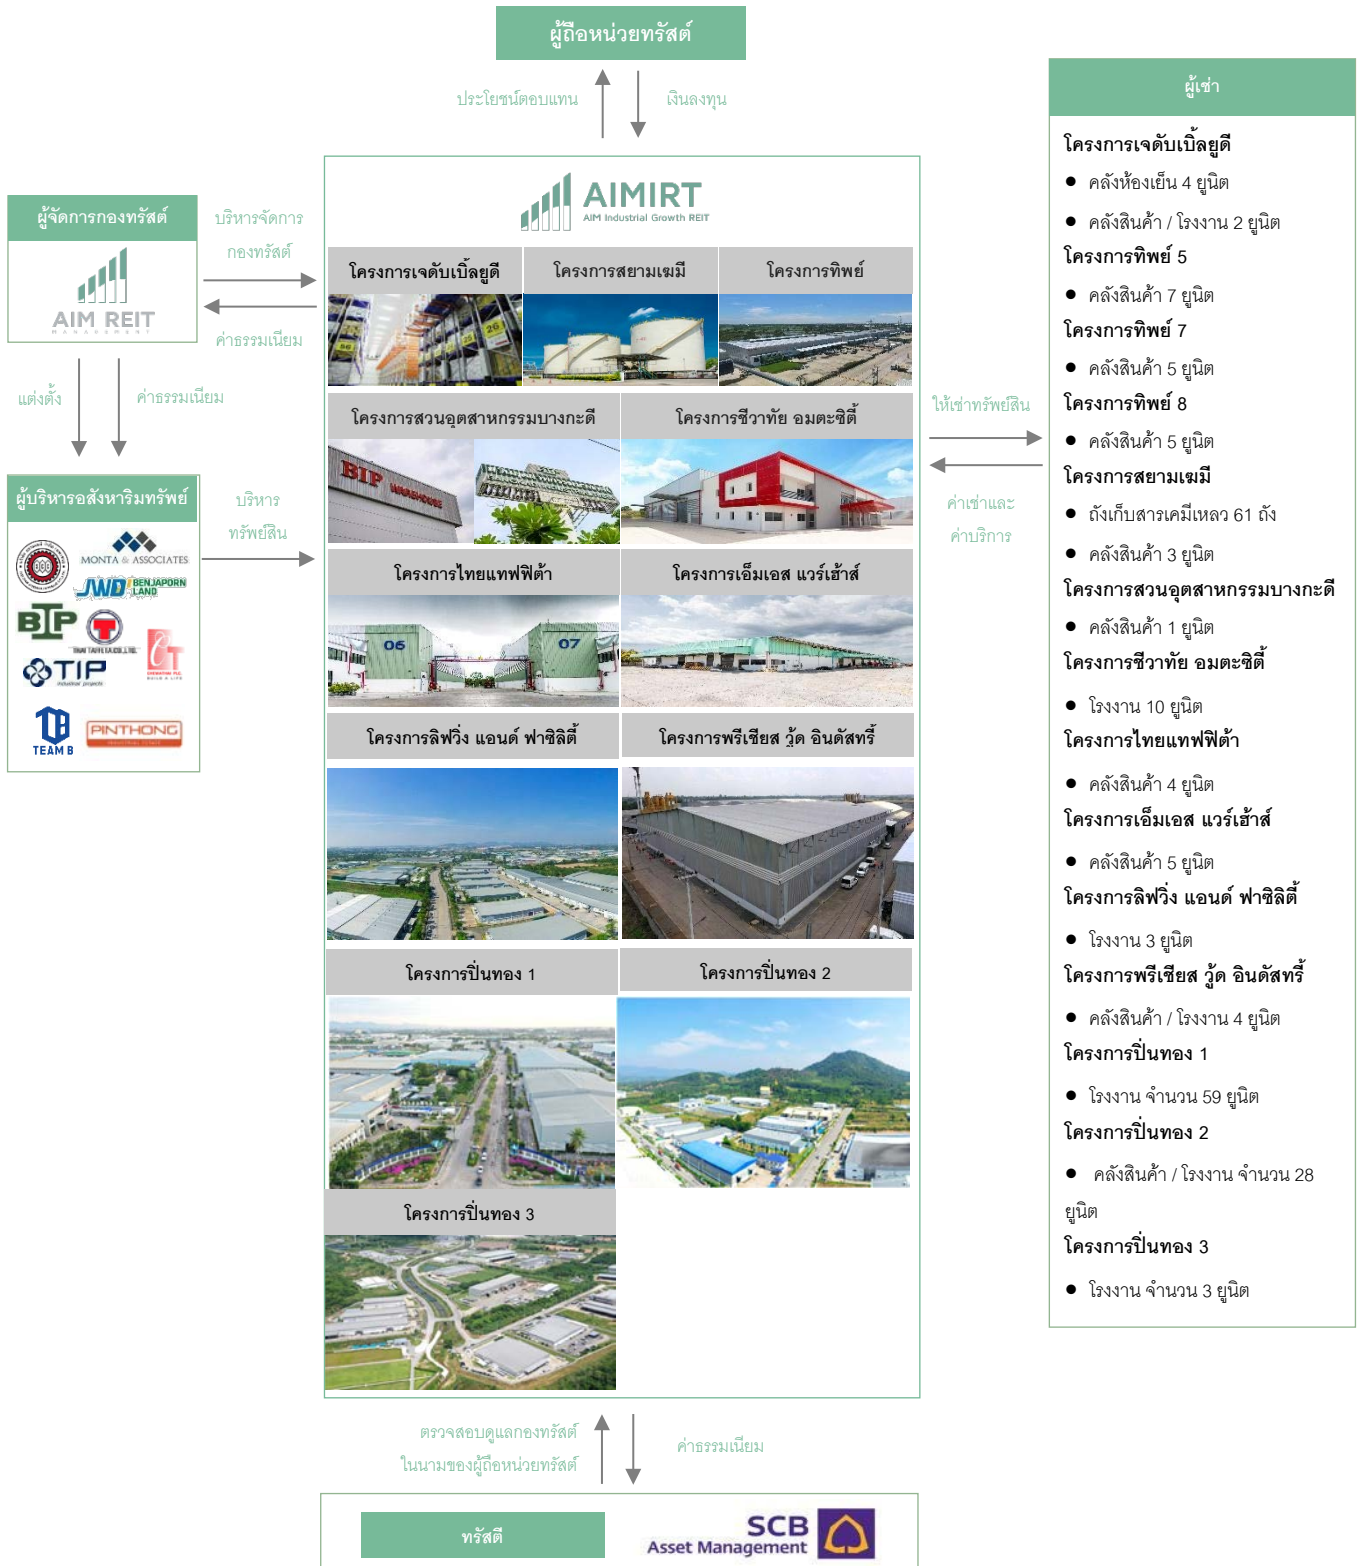 ผู้ถือหน่วยทรัสต์
ประโยชน์ตอบแทน
เงินลงทุน
ผู้จัดการกองทรัสต์
AIM REIT
MANAGEMENT
บริหารจัดการ
กองทรัสต์
ค่าธรรมเนียม
แต่งตั้ง
ค่าธรรมเนียม
ผู้บริหารอสังหาริมทรัพย์
MONTA & ASSOCIATES
JWD
BENJAPORN
LAND
BIP
THAI TAFFETA CO., LTD.
TIP
industrial projects
CT
BUILD A LIFE
TEAM B
PINTHONG
บริหาร
ทรัพย์สิน
AIMIRT
AIM Industrial Growth REIT
โครงการเจดับเบิ้ลยูดี
โครงการสยามเฆมี
โครงการทิพย์
26
โครงการสวนอุตสาหกรรมบางกะดี
โครงการชีวาทัย อมตะซิตี้
BIP
WAREHOUSE
โครงการไทยแทฟฟิต้า
โครงการเอ็มเอส แวร์เฮ้าส์
06
07
โครงการลิฟวิ่ง แอนด์ ฟาซิลิตี้
โครงการพรีเชียส วู้ด อินดัสทรี้
โครงการปิ่นทอง 1
โครงการปิ่นทอง 2
โครงการปิ่นทอง 3
ให้เช่าทรัพย์สิน
ค่าเช่าและ
ค่าบริการ
ผู้เช่า
โครงการเจดับเบิ้ลยูดี
● คลังห้องเย็น 4 ยูนิต
● คลังสินค้า / โรงงาน 2 ยูนิต
โครงการทิพย์ 5
● คลังสินค้า 7 ยูนิต
โครงการทิพย์ 7
● คลังสินค้า 5 ยูนิต
โครงการทิพย์ 8
● คลังสินค้า 5 ยูนิต
โครงการสยามเฆมี
● ถังเก็บสารเคมีเหลว 61 ถัง
● คลังสินค้า 3 ยูนิต
โครงการสวนอุตสาหกรรมบางกะดี
● คลังสินค้า 1 ยูนิต
โครงการชีวาทัย อมตะซิตี้
● โรงงาน 10 ยูนิต
โครงการไทยแทฟฟิต้า
● คลังสินค้า 4 ยูนิต
โครงการเอ็มเอส แวร์เฮ้าส์
● คลังสินค้า 5 ยูนิต
โครงการลิฟวิ่ง แอนด์ ฟาซิลิตี้
● โรงงาน 3 ยูนิต
โครงการพรีเชียส วู้ด อินดัสทรี้
● คลังสินค้า / โรงงาน 4 ยูนิต
โครงการปิ่นทอง 1
● โรงงาน จำนวน 59 ยูนิต
โครงการปิ่นทอง 2
● คลังสินค้า / โรงงาน จำนวน 28
ยูนิต
โครงการปิ่นทอง 3
● โรงงาน จำนวน 3 ยูนิต
ตรวจสอบดูแลกองทรัสต์
ในนามของผู้ถือหน่วยทรัสต์
ค่าธรรมเนียม
ทรัสตี
SCB
Asset Management